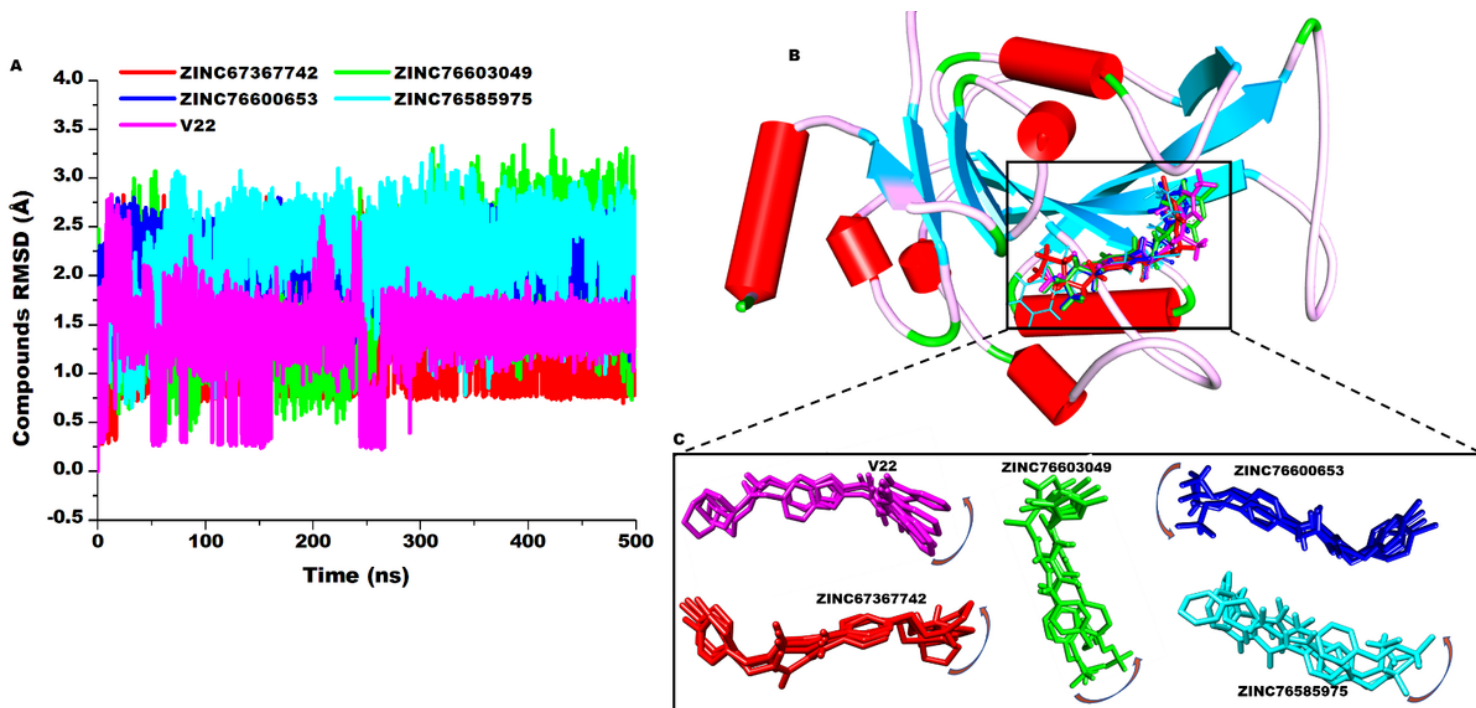 A
ZINC67367742 ZINC76603049
ZINC76600653 ZINC76585975
V22
4.0
3.5
3.0
2.5
2.0
1.5
1.0
0.5
0.0
-0.5
Compounds RMSD (Å)
0 100 200 300 400 500
Time (ns)
B
C
V22 ZINC76603049 ZINC76600653
ZINC67367742
ZINC76585975